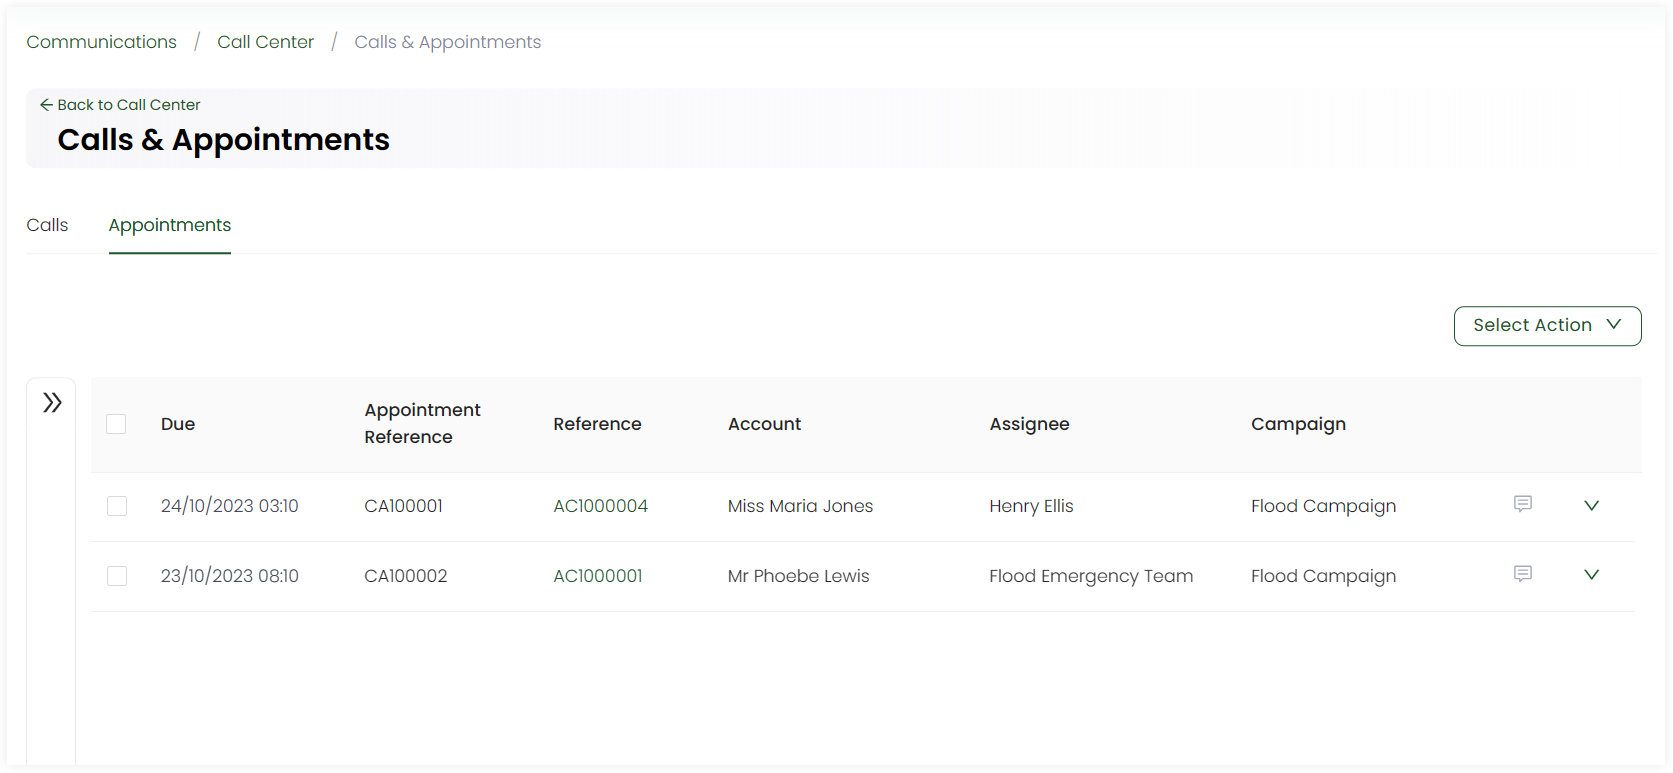 Communications / Call Center / Calls & Appointments
Back to Call Center
Calls & Appointments
Calls Appointments
Select Action
Due Appointment Reference Reference Account Assignee Campaign
24/10/2023 03:10 CA100001 AC1000004 Miss Maria Jones Henry Ellis Flood Campaign
23/10/2023 08:10 CA100002 AC1000001 Mr Phoebe Lewis Flood Emergency Team Flood Campaign